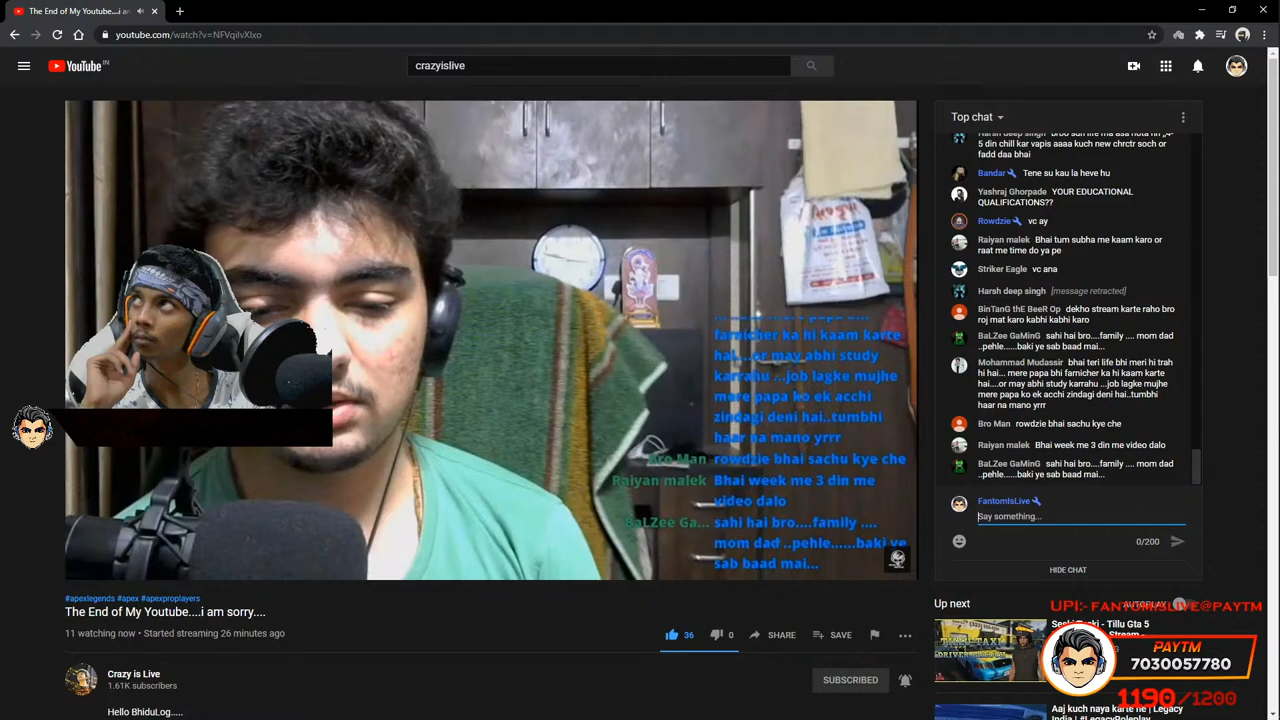 The End of My Youtube....i am
youtube.com/watch?v=NFVqilvXlxo
YouTube IN
crazyislive
Top chat
5 din chill kar vapis aaaa kuch new chrctr soch or
fadd daa bhai
Bandar Tene su kau la heve hu
Yashraj Ghorpade YOUR EDUCATIONAL
QUALIFICATIONS??
Rowdzie vc ay
Raiyan malek Bhai tum subha me kaam karo or
raat me time do ya pe
Striker Eagle vc ana
Harsh deep singh [message retracted]
BinTanG thE BeeR Op dekho stream karte raho bro
roj mat karo kabhi kabhi karo
BaLZee GaMinG sahi hai bro....family .... mom dad
..pehle......baki ye sab baad mai...
Mohammad Mudassir bhai teri life bhi meri hi trah
hi hai... mere papa bhi farnicher ka hi kaam karte
hai....or may abhi study karrahu ...job lagke mujhe
mere papa ko ek acchi zindagi deni hai..tumbhi
haar na mano yrrr
Bro Man rowdzie bhai sachu kye che
Raiyan malek Bhai week me 3 din me video dalo
BaLZee GaMinG sahi hai bro....family .... mom dad
..pehle......baki ye sab baad mai...
FantomIsLive
Say something...
0/200
HIDE CHAT
farnicher ka hi kaam karte
hai....or may abhi study
karrahu ...job lagke mujhe
mere papa ko ek acchi
zindagi deni hai..tumbhi
haar na mano yrrr
Bro Man rowdzie bhai sachu kye che
Raiyan malek Bhai week me 3 din me
video dalo
BaLZee Ga... sahi hai bro....family ....
mom dad ..pehle......baki ye
sab baad mai...
#apexlegends #apex #apexproplayers
The End of My Youtube....i am sorry....
11 watching now • Started streaming 26 minutes ago
36
0
SHARE
SAVE
Crazy is Live
1.61K subscribers
SUBSCRIBED
Hello BhiduLog.....
Up next
AUTOPLAY
UPI:- FANTOMISLIVE@PAYTM
- Tillu Gta 5
Stream -
TILLU TAXI
DRIVER
PAYTM
7030057780
1190/1200
Aaj kuch naya karte he | Legacy
India | #LegacyRoleplay